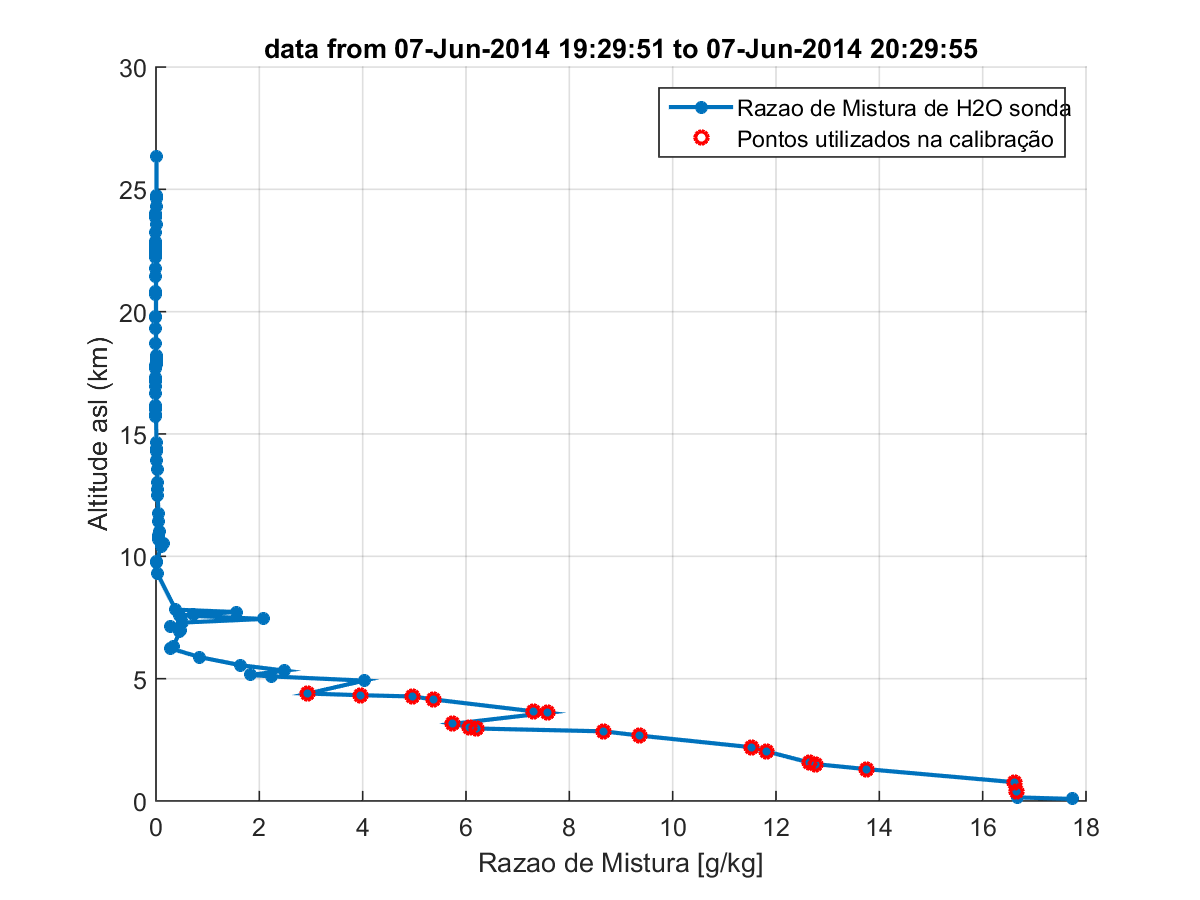 data from 07-Jun-2014 19:29:51 to 07-Jun-2014 20:29:55
Razao de Mistura de H2O sonda
Pontos utilizados na calibração
30
25
20
15
10
5
0
Altitude asl (km)
0 2 4 6 8 10 12 14 16 18
Razao de Mistura [g/kg]